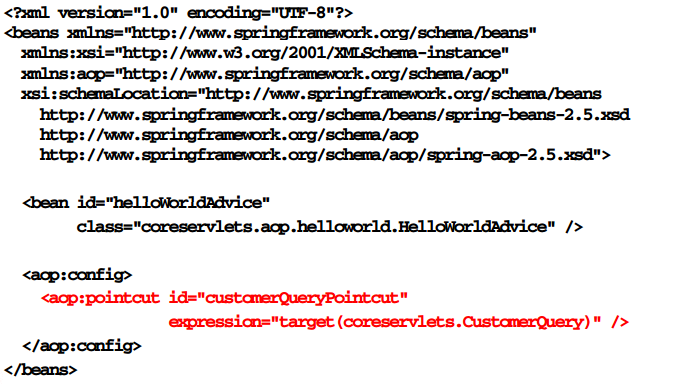 <?xml version="1.0" encoding="UTF-8"?>
<beans xmlns="http://www.springframework.org/schema/beans"
xmlns:xsi="http://www.w3.org/2001/XMLSchema-instance"
xmlns:aop="http://www.springframework.org/schema/aop"
xsi:schemaLocation="http://www.springframework.org/schema/beans
http://www.springframework.org/schema/beans/spring-beans-2.5.xsd
http://www.springframework.org/schema/aop
http://www.springframework.org/schema/aop/spring-aop-2.5.xsd">
<bean id="helloWorldAdvice"
class="coreservlets.aop.helloworld.HelloWorldAdvice" />
<aop:config>
<aop:pointcut id="customerQueryPointcut"
expression="target(coreservlets.CustomerQuery)" />
</aop:config>
</beans>